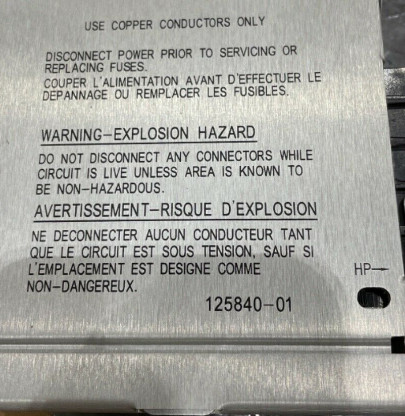 USE COPPER CONDUCTORS ONLY
DISCONNECT POWER PRIOR TO SERVICING OR
REPLACING FUSES.
COUPER L'ALIMENTATION AVANT D'EFFECTUER LE
DEPANNAGE OU REMPLACER LES FUSIBLES.
WARNING-EXPLOSION HAZARD
DO NOT DISCONNECT ANY CONNECTORS WHILE
CIRCUIT IS LIVE UNLESS AREA IS KNOWN TO
BE NON-HAZARDOUS.
AVERTISSEMENT-RISQUE D'EXPLOSION
NE DECONNECTER AUCUN CONDUCTEUR TANT
QUE LE CIRCUIT EST SOUS TENSION, SAUF SI
L'EMPLACEMENT EST DESIGNE COMME
NON-DANGEREUX.
HP→
125840-01